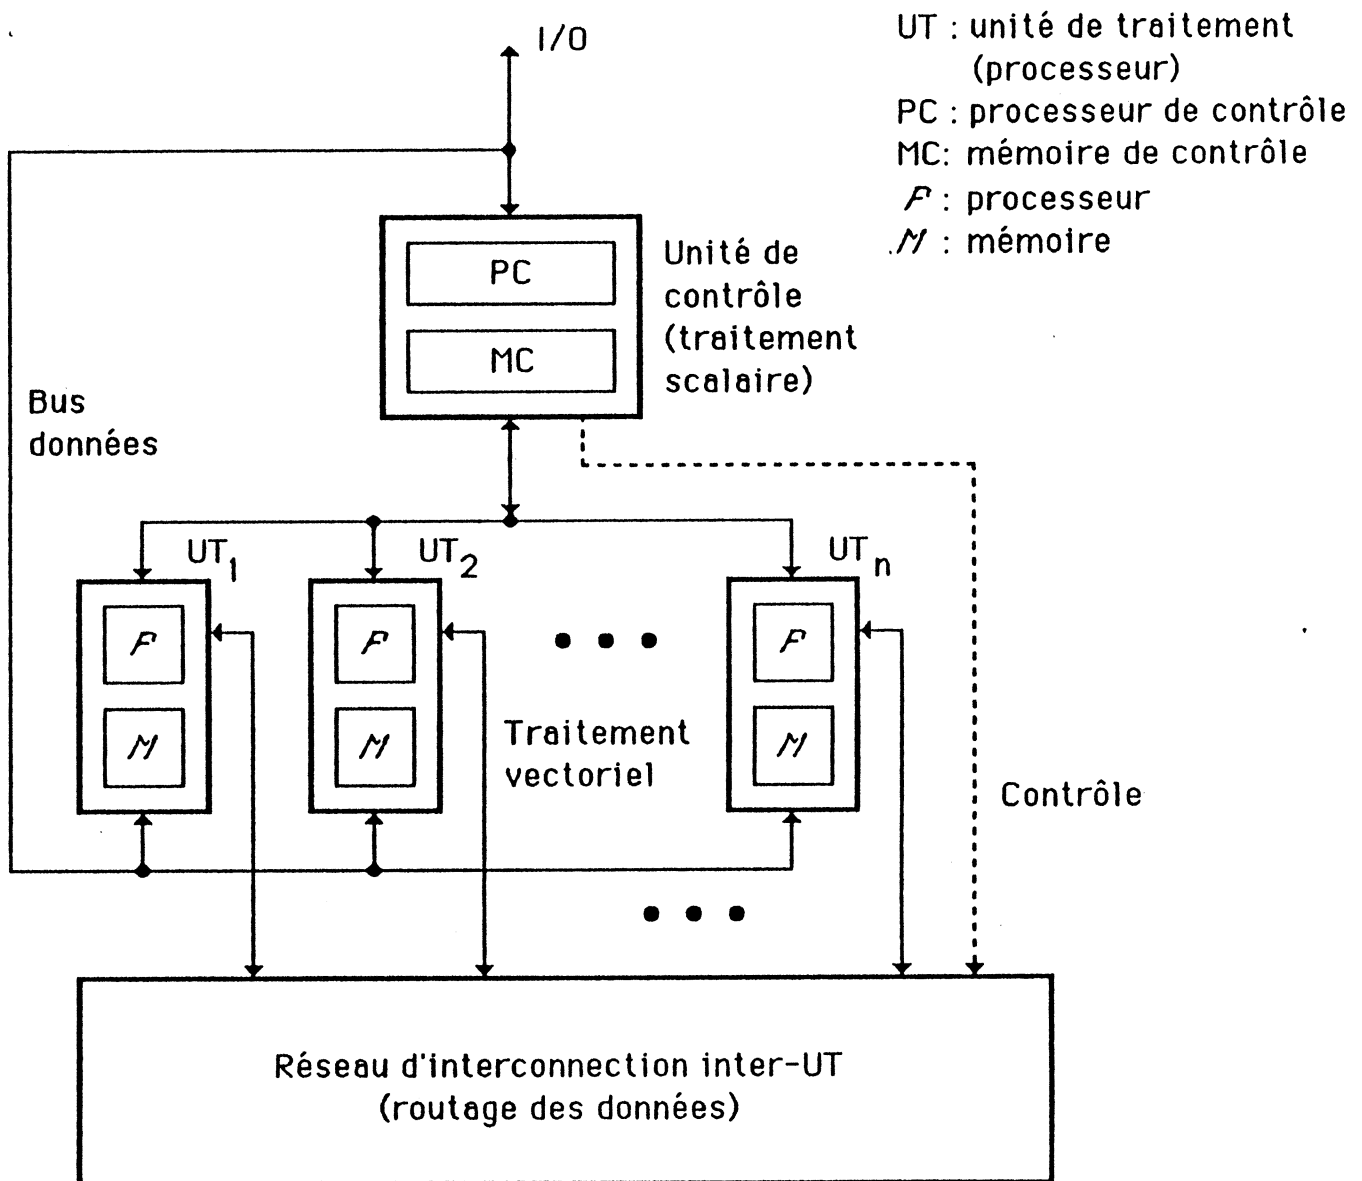 I/O
UT : unité de traitement
(processeur)
PC : processeur de contrôle
MC: mémoire de contrôle
P : processeur
M : mémoire
PC
MC
Unité de
contrôle
(traitement
scalaire)
Bus
données
UT1
UT2
UTn
P
P
P
M
M
M
Traitement
vectoriel
Contrôle
Réseau d'interconnection inter-UT
(routage des données)